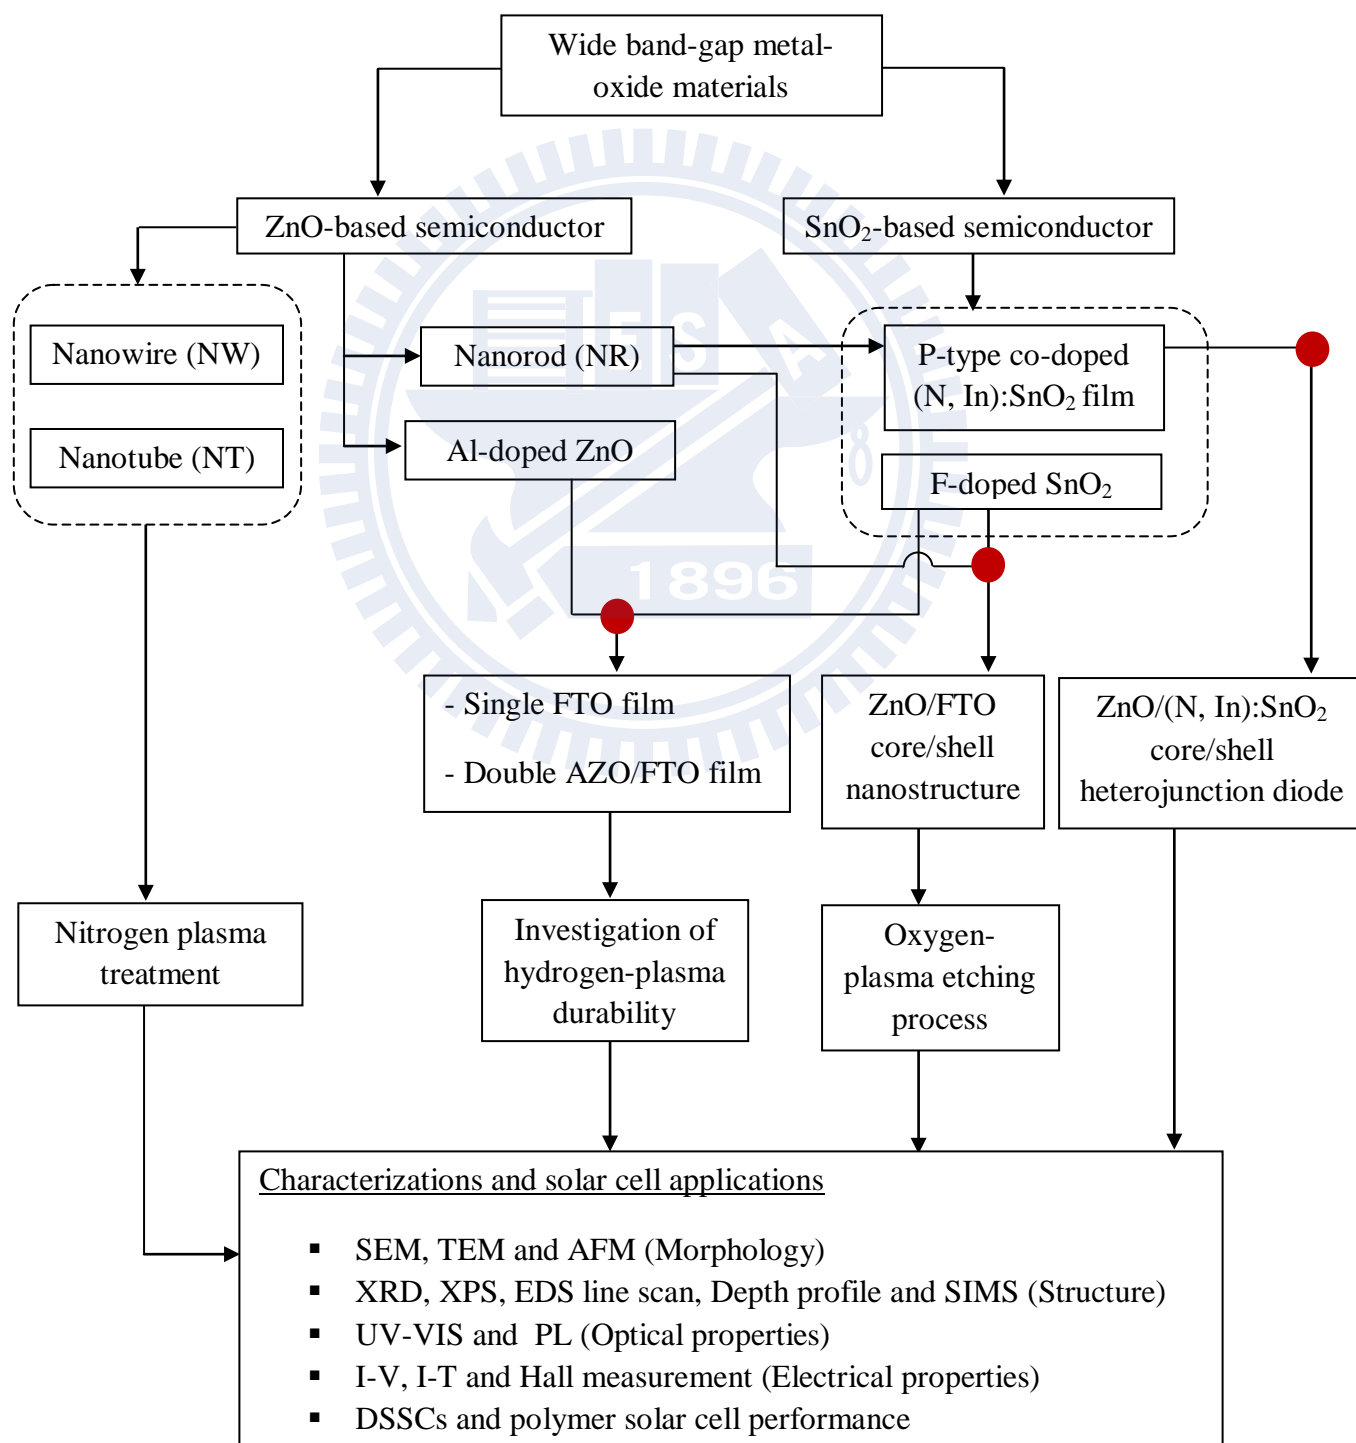 Wide band-gap metal-
oxide materials
ZnO-based semiconductor
SnO₂-based semiconductor
Nanowire (NW)
Nanotube (NT)
Nanorod (NR)
Al-doped ZnO
P-type co-doped
(N, In):SnO₂ film
F-doped SnO₂
ESA
8
1896
- Single FTO film
- Double AZO/FTO film
ZnO/FTO
core/shell
nanostructure
ZnO/(N, In):SnO₂
core/shell
heterojunction diode
Nitrogen plasma
treatment
Investigation of
hydrogen-plasma
durability
Oxygen-
plasma etching
process
Characterizations and solar cell applications
▪ SEM, TEM and AFM (Morphology)
▪ XRD, XPS, EDS line scan, Depth profile and SIMS (Structure)
▪ UV-VIS and  PL (Optical properties)
▪ I-V, I-T and Hall measurement (Electrical properties)
▪ DSSCs and polymer solar cell performance